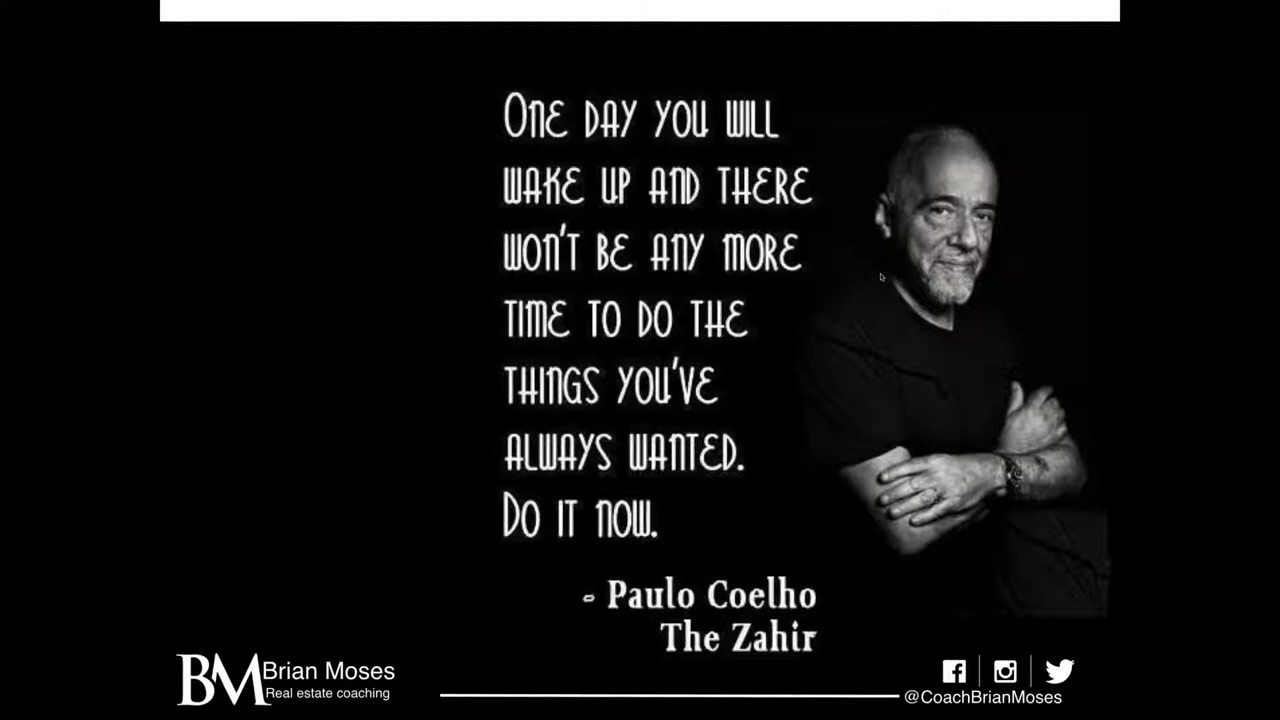 One day you will
wake up and there
won't be any more
time to do the
things you've
always wanted.
Do it now.
- Paulo Coelho
The Zahir
BM Brian Moses
Real estate coaching
@CoachBrianMoses